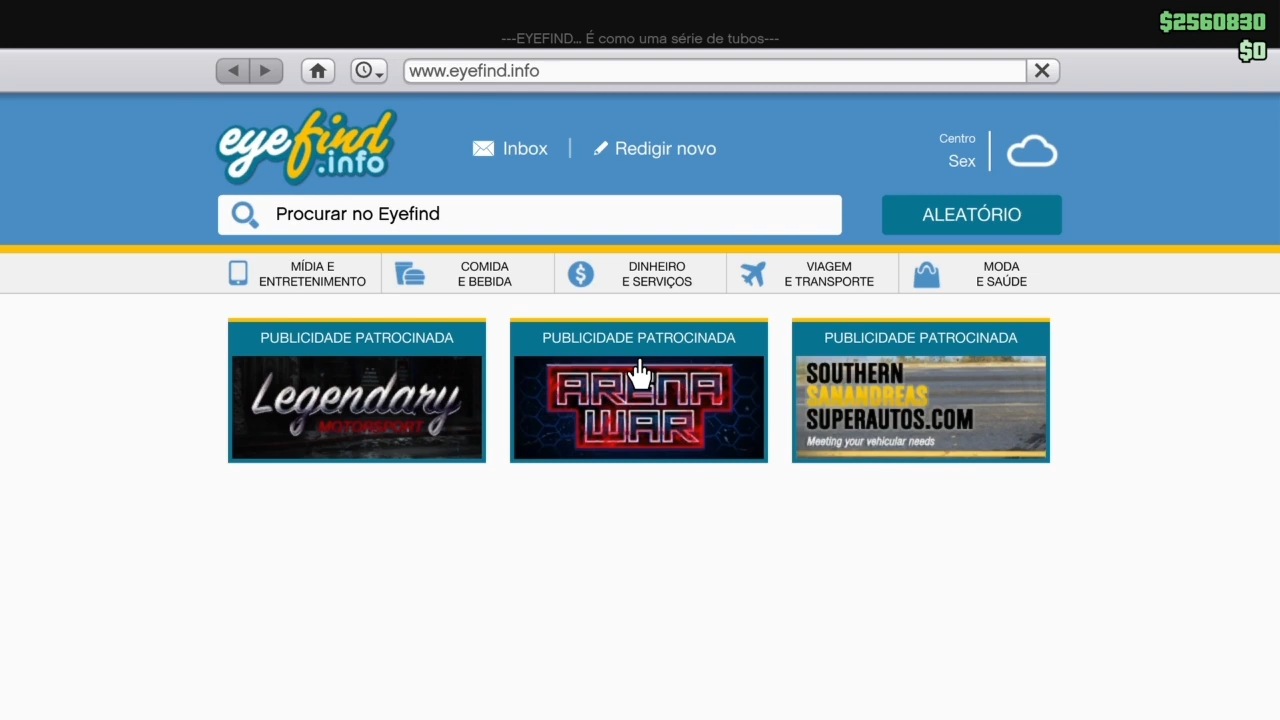 $2560830
---EYEFIND... É como uma série de tubos---
$0
www.eyefind.info
eyefind
.info
Inbox
Redigir novo
Centro
Sex
Procurar no Eyefind
ALEATÓRIO
MÍDIA E
ENTRETENIMENTO
COMIDA
E BEBIDA
DINHEIRO
E SERVIÇOS
VIAGEM
E TRANSPORTE
MODA
E SAÚDE
PUBLICIDADE PATROCINADA
Legendary
MOTORSPORT
PUBLICIDADE PATROCINADA
ARENA
WAR
PUBLICIDADE PATROCINADA
SOUTHERN
SANANDREAS
SUPERAUTOS.COM
Meeting your vehicular needs